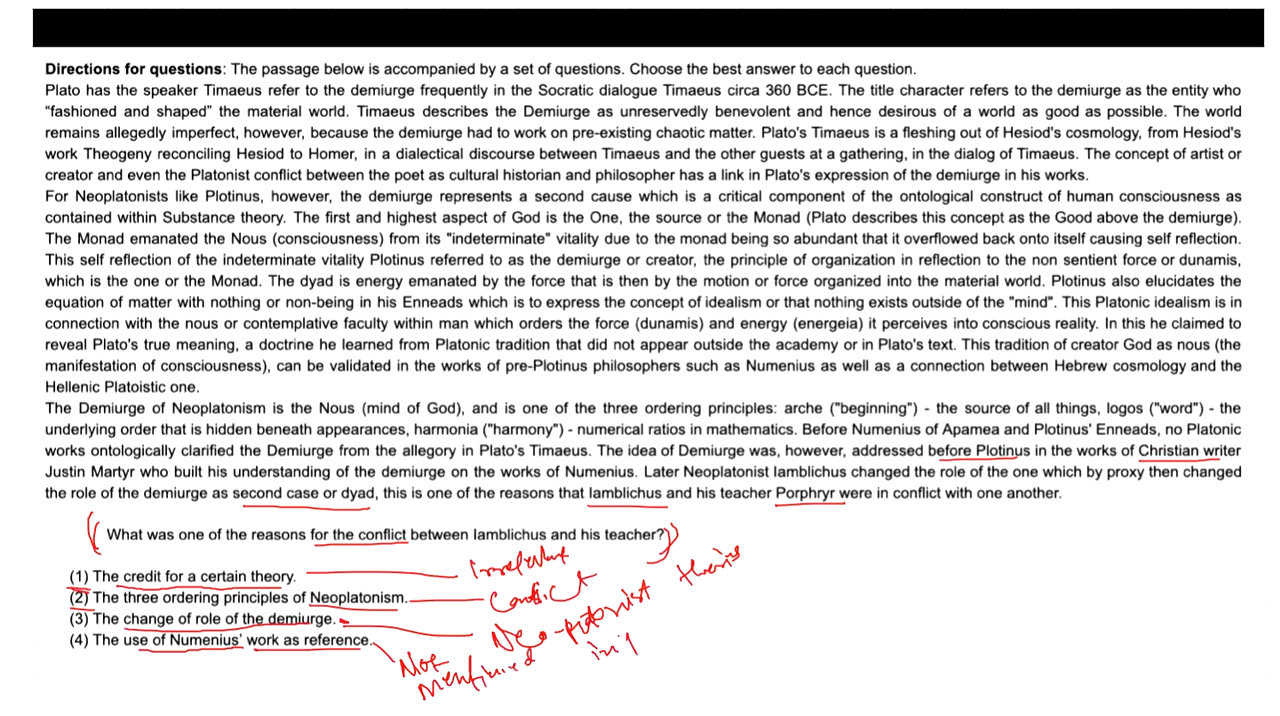 Directions for questions: The passage below is accompanied by a set of questions. Choose the best answer to each question.
Plato has the speaker Timaeus refer to the demiurge frequently in the Socratic dialogue Timaeus circa 360 BCE. The title character refers to the demiurge as the entity who
“fashioned and shaped” the material world. Timaeus describes the Demiurge as unreservedly benevolent and hence desirous of a world as good as possible. The world
remains allegedly imperfect, however, because the demiurge had to work on pre-existing chaotic matter. Plato's Timaeus is a fleshing out of Hesiod's cosmology, from Hesiod's
work Theogeny reconciling Hesiod to Homer, in a dialectical discourse between Timaeus and the other guests at a gathering, in the dialog of Timaeus. The concept of artist or
creator and even the Platonist conflict between the poet as cultural historian and philosopher has a link in Plato's expression of the demiurge in his works.
For Neoplatonists like Plotinus, however, the demiurge represents a second cause which is a critical component of the ontological construct of human consciousness as
contained within Substance theory. The first and highest aspect of God is the One, the source or the Monad (Plato describes this concept as the Good above the demiurge).
The Monad emanated the Nous (consciousness) from its "indeterminate" vitality due to the monad being so abundant that it overflowed back onto itself causing self reflection.
This self reflection of the indeterminate vitality Plotinus referred to as the demiurge or creator, the principle of organization in reflection to the non sentient force or dunamis,
which is the one or the Monad. The dyad is energy emanated by the force that is then by the motion or force organized into the material world. Plotinus also elucidates the
equation of matter with nothing or non-being in his Enneads which is to express the concept of idealism or that nothing exists outside of the "mind". This Platonic idealism is in
connection with the nous or contemplative faculty within man which orders the force (dunamis) and energy (energeia) it perceives into conscious reality. In this he claimed to
reveal Plato's true meaning, a doctrine he learned from Platonic tradition that did not appear outside the academy or in Plato's text. This tradition of creator God as nous (the
manifestation of consciousness), can be validated in the works of pre-Plotinus philosophers such as Numenius as well as a connection between Hebrew cosmology and the
Hellenic Platoistic one.
The Demiurge of Neoplatonism is the Nous (mind of God), and is one of the three ordering principles: arche ("beginning") - the source of all things, logos ("word") - the
underlying order that is hidden beneath appearances, harmonia ("harmony") - numerical ratios in mathematics. Before Numenius of Apamea and Plotinus' Enneads, no Platonic
works ontologically clarified the Demiurge from the allegory in Plato's Timaeus. The idea of Demiurge was, however, addressed before Plotinus in the works of Christian writer
Justin Martyr who built his understanding of the demiurge on the works of Numenius. Later Neoplatonist Iamblichus changed the role of the one which by proxy then changed
the role of the demiurge as second case or dyad, this is one of the reasons that Iamblichus and his teacher Porphryr were in conflict with one another.
What was one of the reasons for the conflict between Iamblichus and his teacher?
(1) The credit for a certain theory.
irrelevant
(2) The three ordering principles of Neoplatonism.
(3) The change of role of the demiurge.
(4) The use of Numenius' work as reference.
Not
mentioned